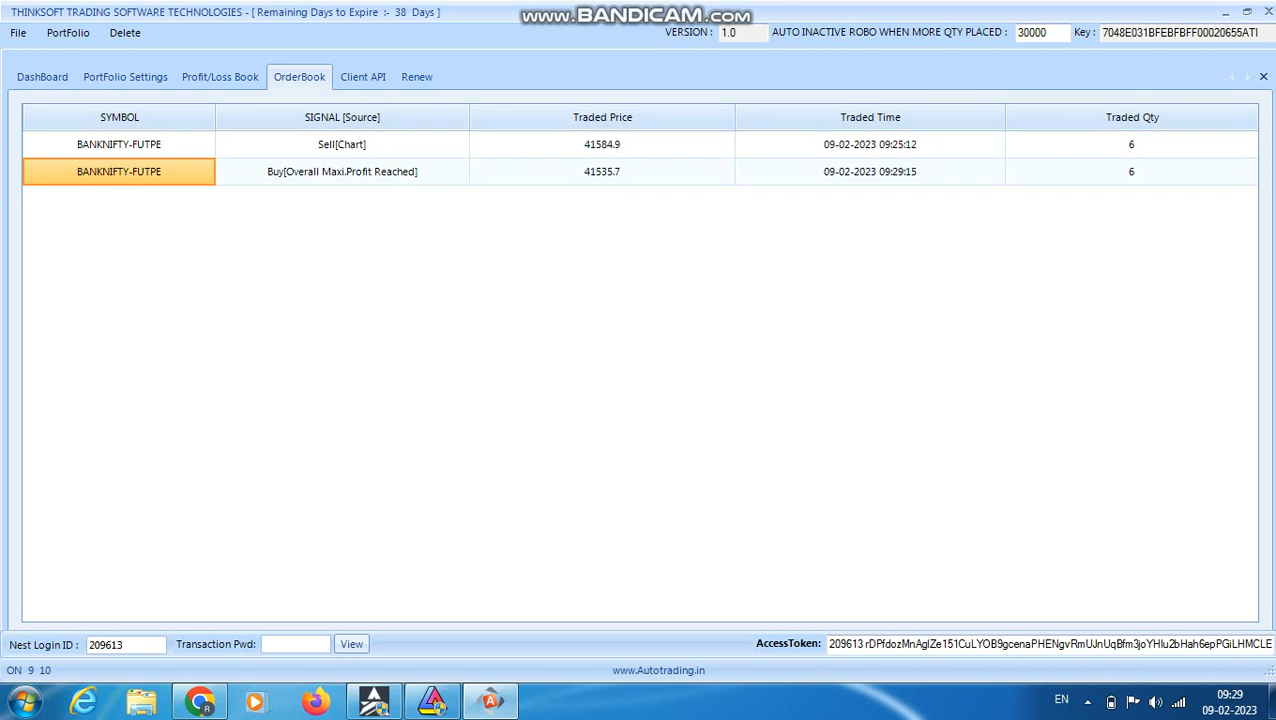 THINKSOFT TRADING SOFTWARE TECHNOLOGIES - [ Remaining Days to Expire :- 38 Days ]
www.BANDICAM.com
File PortFolio Delete VERSION : 1.0 AUTO INACTIVE ROBO WHEN MORE QTY PLACED : 30000 Key : 7048E031BFEBFBFF00020655ATI
DashBoard PortFolio Settings Profit/Loss Book OrderBook Client API Renew
SYMBOL SIGNAL [Source] Traded Price Traded Time Traded Qty
BANKNIFTY-FUTPE Sell[Chart] 41584.9 09-02-2023 09:25:12 6
BANKNIFTY-FUTPE Buy[Overall Maxi.Profit Reached] 41535.7 09-02-2023 09:29:15 6
Nest Login ID : 209613 Transaction Pwd: View AccessToken: 209613
ON 9 10 www.Autotrading.in
EN 09:29
09-02-2023